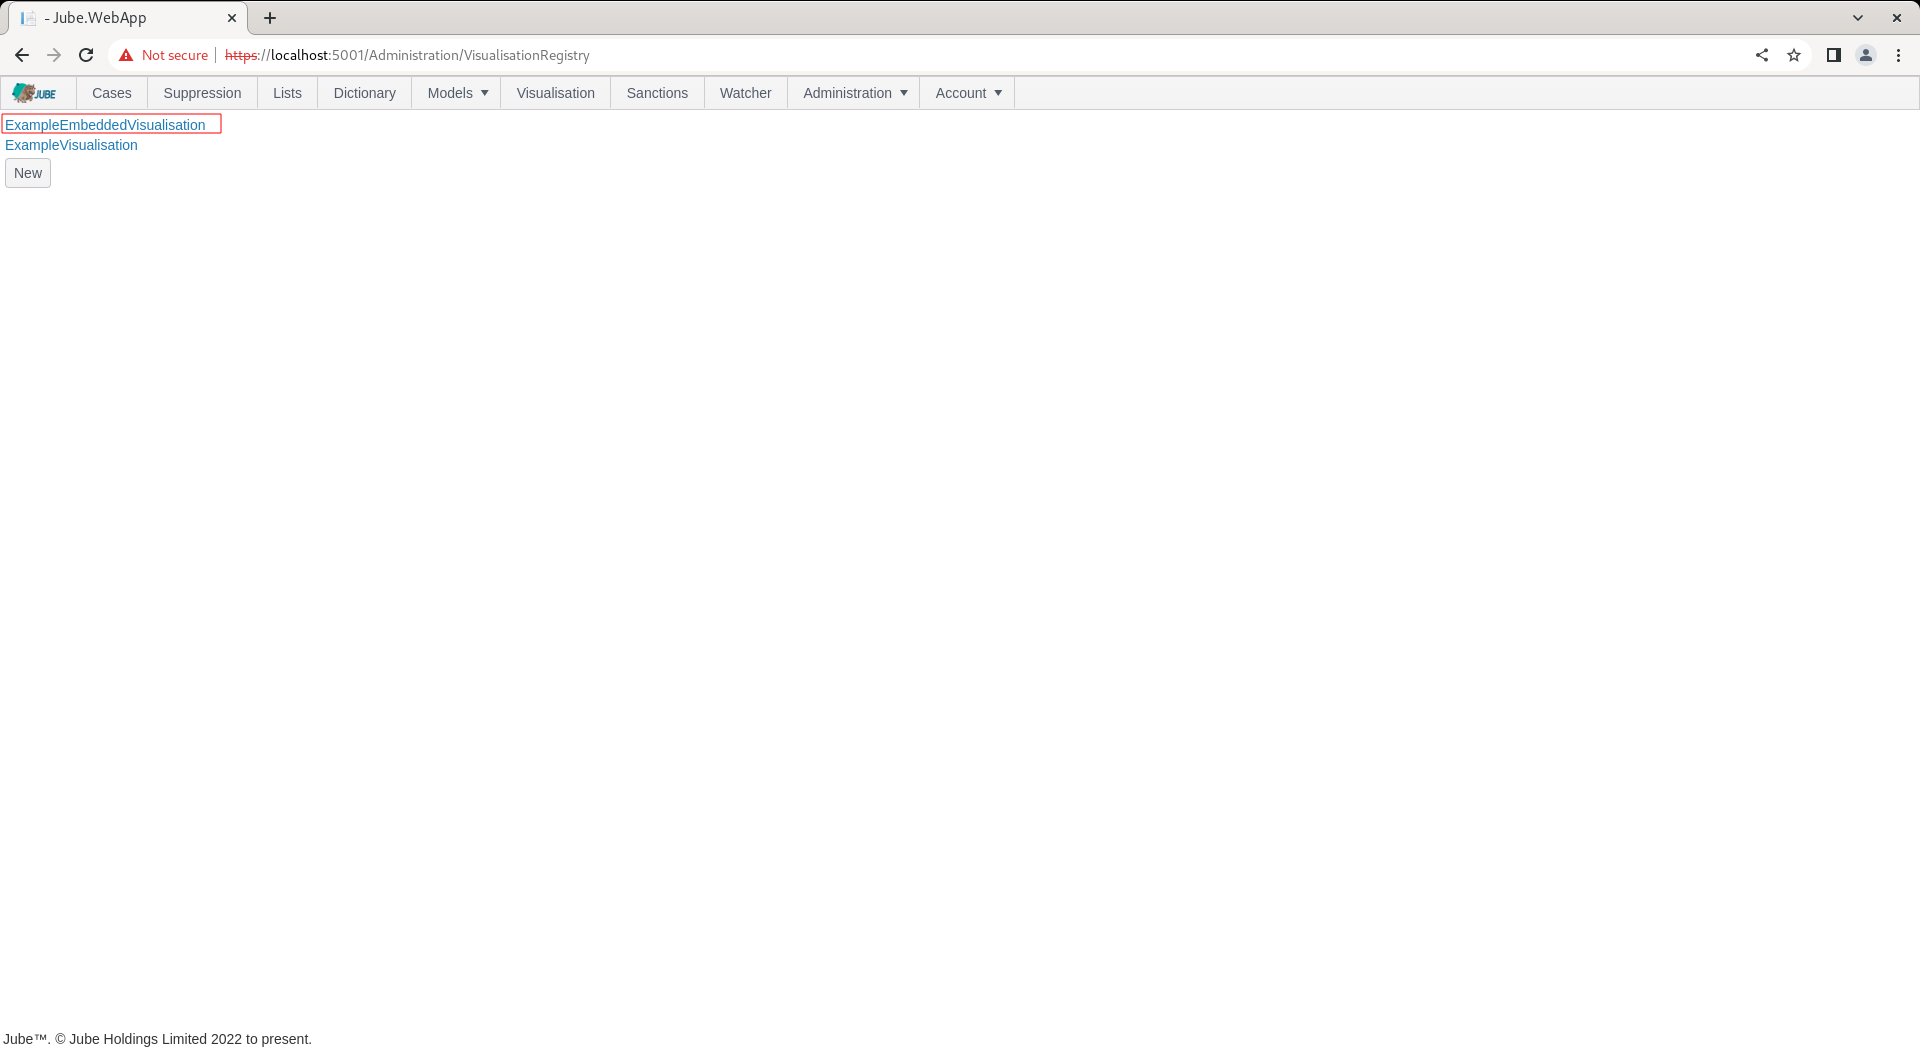 - Jube.WebApp
Not secure https://localhost:5001/Administration/VisualisationRegistry
JUBE Cases Suppression Lists Dictionary Models Visualisation Sanctions Watcher Administration Account
ExampleEmbeddedVisualisation
ExampleVisualisation
New
Jube™. © Jube Holdings Limited 2022 to present.